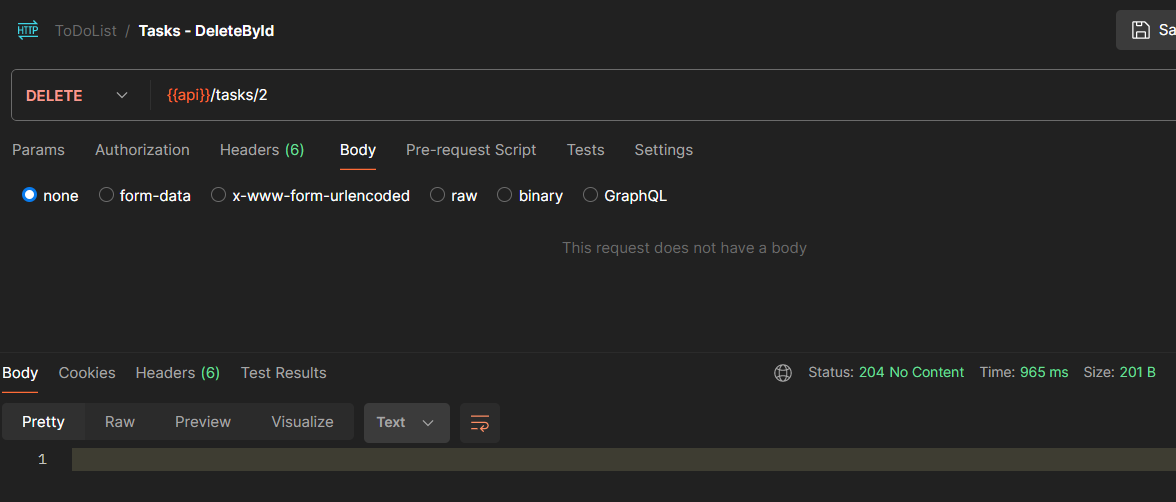 HTTP ToDoList / Tasks - DeleteById Sa
DELETE {{api}}/tasks/2
Params Authorization Headers (6) Body Pre-request Script Tests Settings
none form-data x-www-form-urlencoded raw binary GraphQL
This request does not have a body
Body Cookies Headers (6) Test Results Status: 204 No Content Time: 965 ms Size: 201 B
Pretty Raw Preview Visualize Text
1